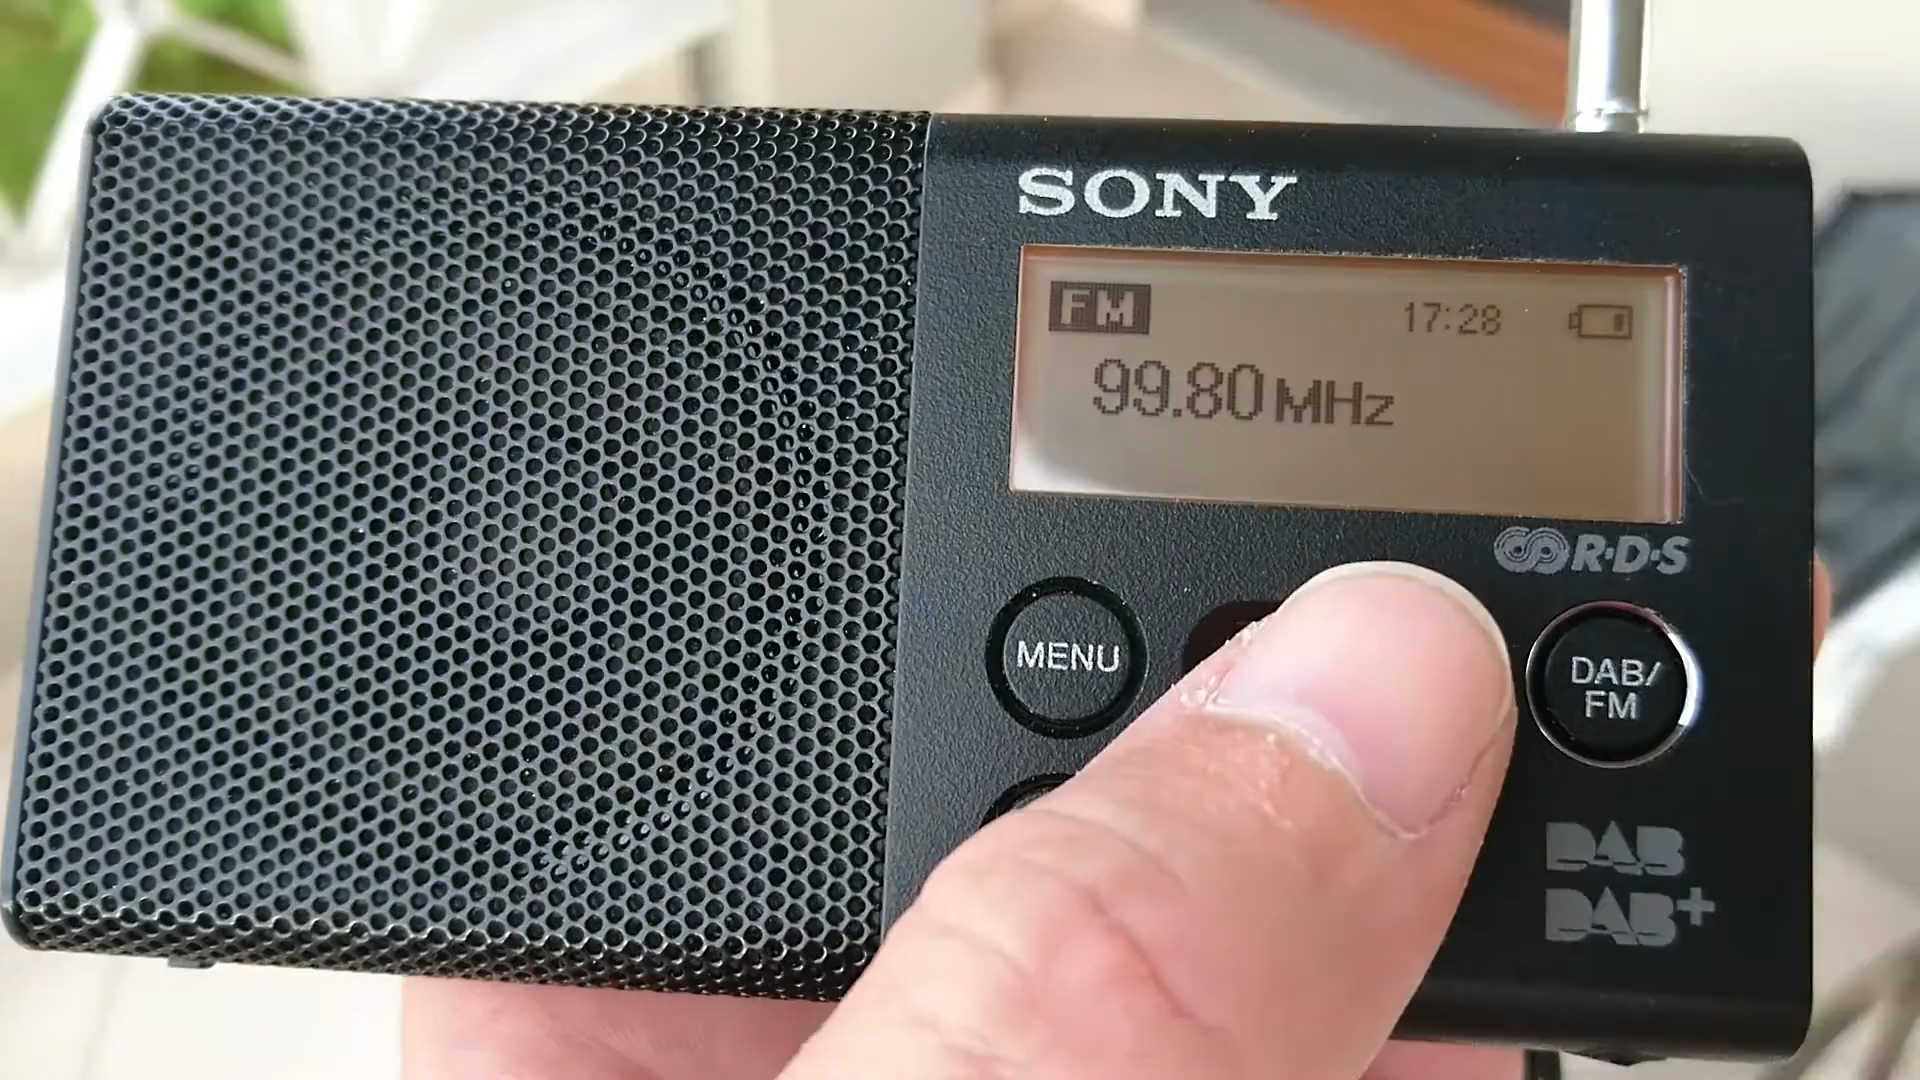 SONY
FM 17:28
99.80 MHz
R·D·S
MENU
DAB/
FM
DAB
DAB+